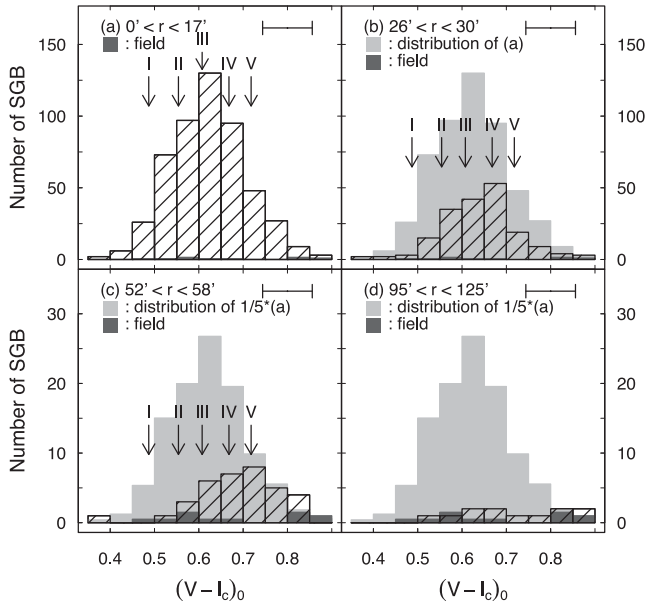 (a) 0' < r < 17'
: field
I II III IV V
Number of SGB
150
100
50
0
(b) 26' < r < 30'
: distribution of (a)
: field
I II III IV V
150
100
50
0
(c) 52' < r < 58'
: distribution of 1/5*(a)
: field
I II III IV V
Number of SGB
30
20
10
0
(d) 95' < r < 125'
: distribution of 1/5*(a)
: field
30
20
10
0
0.4 0.5 0.6 0.7 0.8
0.4 0.5 0.6 0.7 0.8
(V − Ic)0
(V − Ic)0